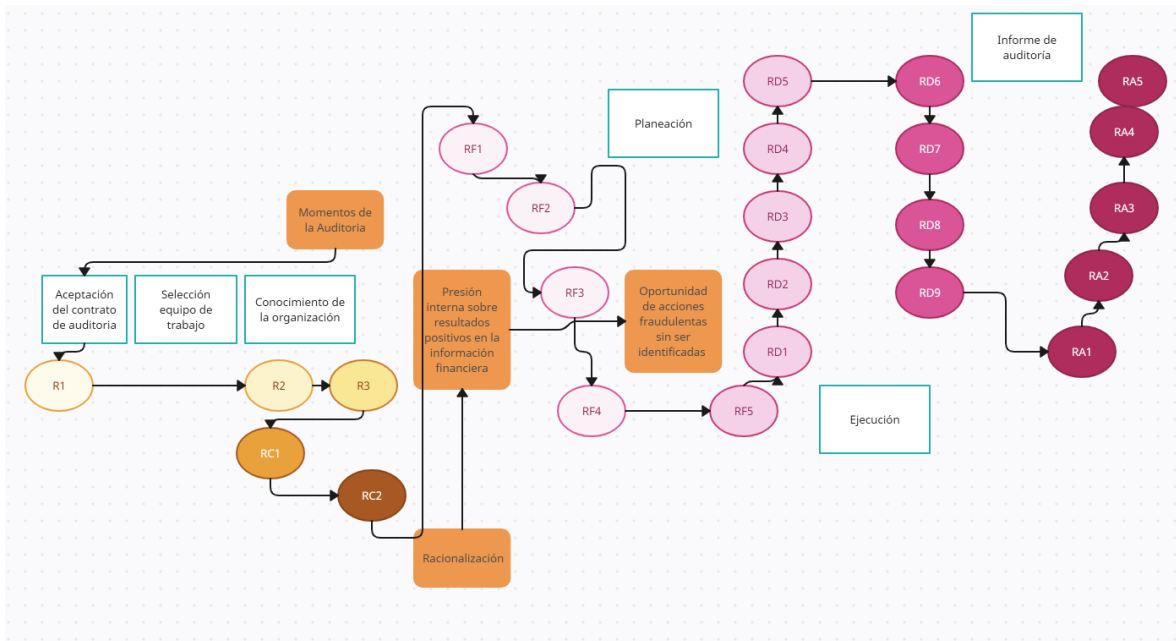 Informe de
auditoría
RD5
RD6
RA5
RF1
Planeación
RD4
RD7
RA4
Momentos de
la Auditoria
RF2
RD3
RD8
RA3
Aceptación
del contrato
de auditoria
Selección
equipo de
trabajo
Conocimiento de
la organización
Presión
interna sobre
resultados
positivos en la
información
financiera
RF3
Oportunidad
de acciones
fraudulentas
sin ser
identificadas
RD2
RD9
RA2
R1
R2
R3
RD1
RA1
RF4
RF5
Ejecución
RC1
RC2
Racionalización